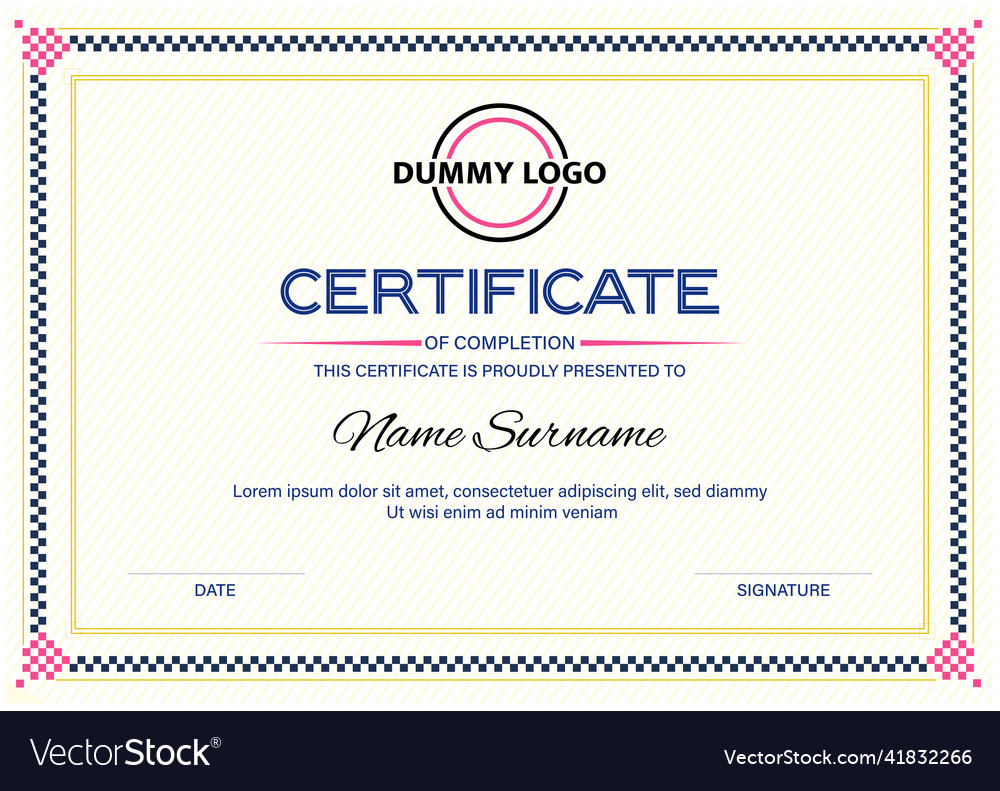 DUMMY LOGO
CERTIFICATE
OF COMPLETION
THIS CERTIFICATE IS PROUDLY PRESENTED TO
Name Surname
Lorem ipsum dolor sit amet, consectetuer adipiscing elit, sed diammy
Ut wisi enim ad minim veniam
DATE
SIGNATURE
VectorStock®
VectorStock.com/41832266